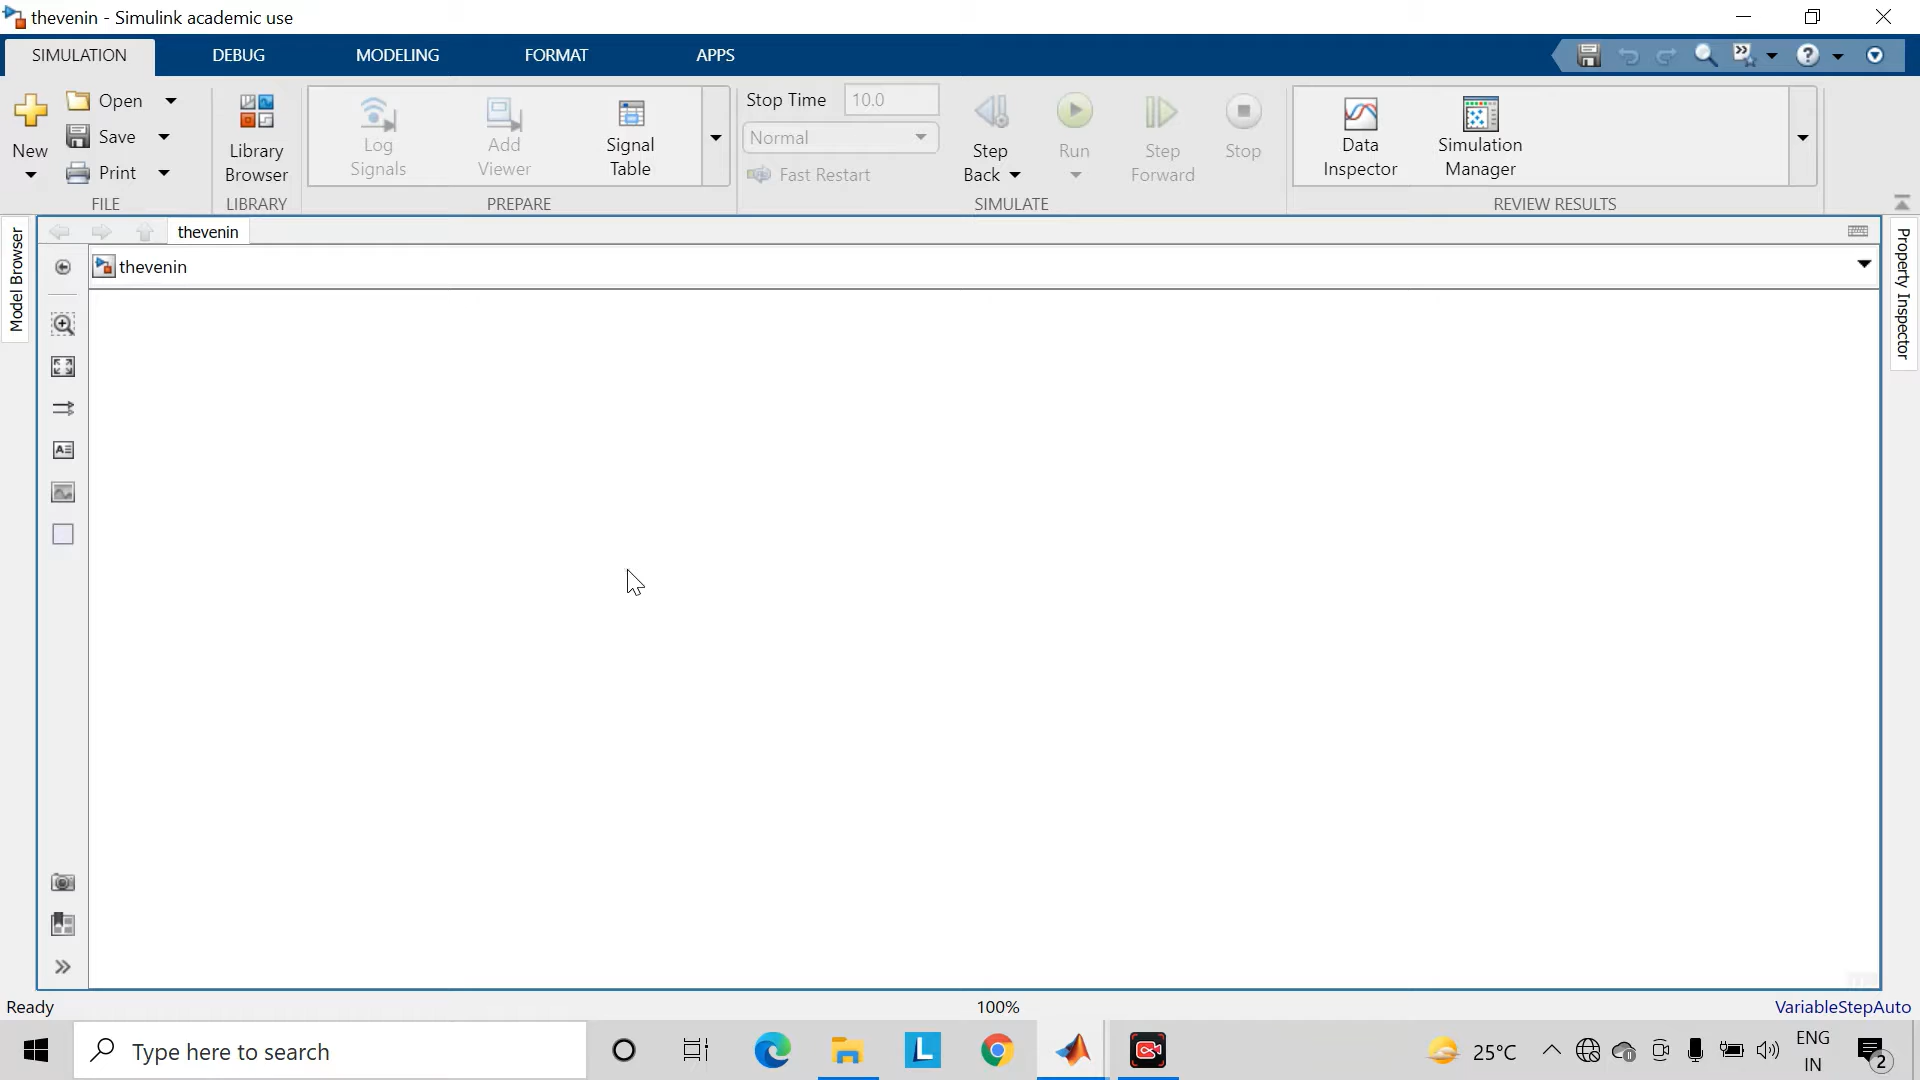 thevenin - Simulink academic use
SIMULATION DEBUG MODELING FORMAT APPS
New
Open
Save
Print
FILE
Library
Browser
LIBRARY
Log
Signals
Add
Viewer
Signal
Table
PREPARE
Stop Time 10.0
Normal
Fast Restart
Step
Back
Run
Step
Forward
Stop
SIMULATE
Data
Inspector
Simulation
Manager
REVIEW RESULTS
Model Browser
thevenin
thevenin
Property Inspector
Ready 100% VariableStepAuto
Type here to search
L
25°C
ENG
IN
2